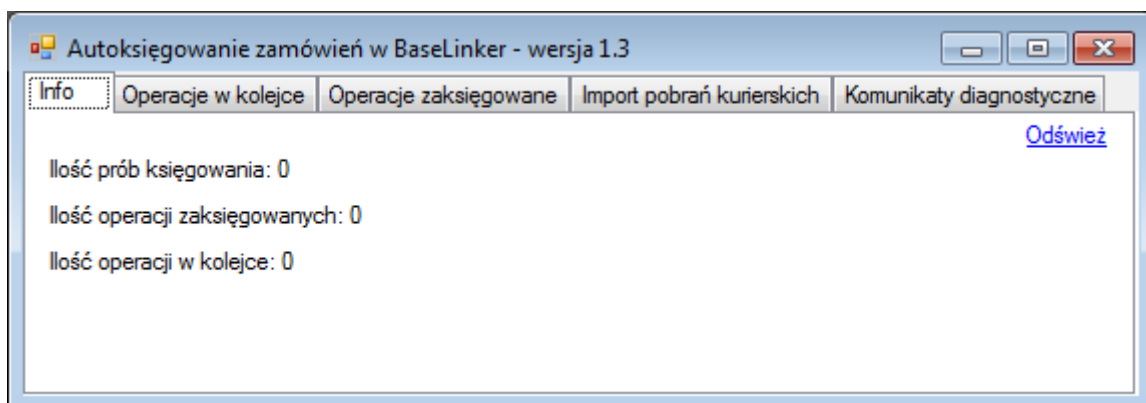 Autoksięgowanie zamówień w BaseLinker - wersja 1.3
Info Operacje w kolejce Operacje zaksięgowane Import pobrań kurierskich Komunikaty diagnostyczne
Odśwież
Ilość prób księgowania: 0
Ilość operacji zaksięgowanych: 0
Ilość operacji w kolejce: 0